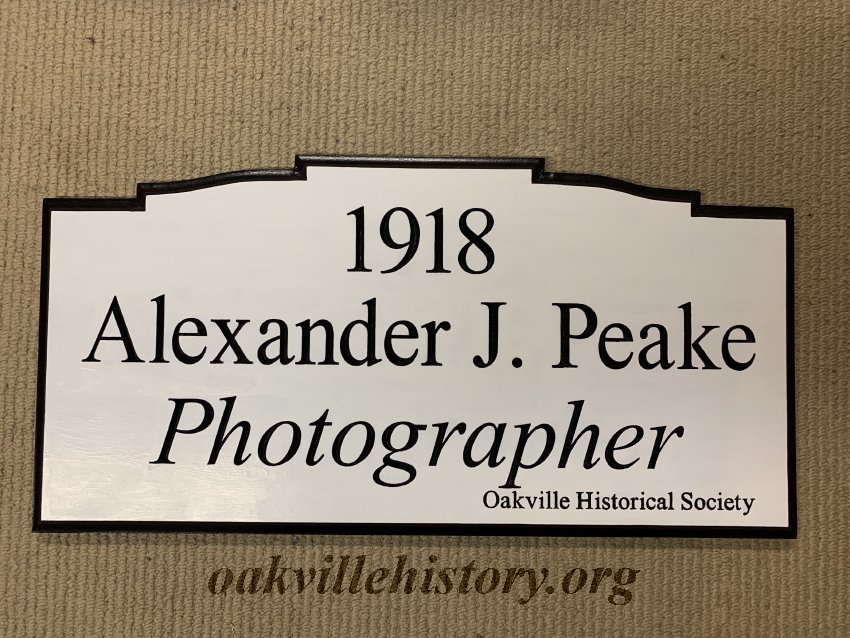 1918
Alexander J. Peake
Photographer
Oakville Historical Society
oakvillehistory.org